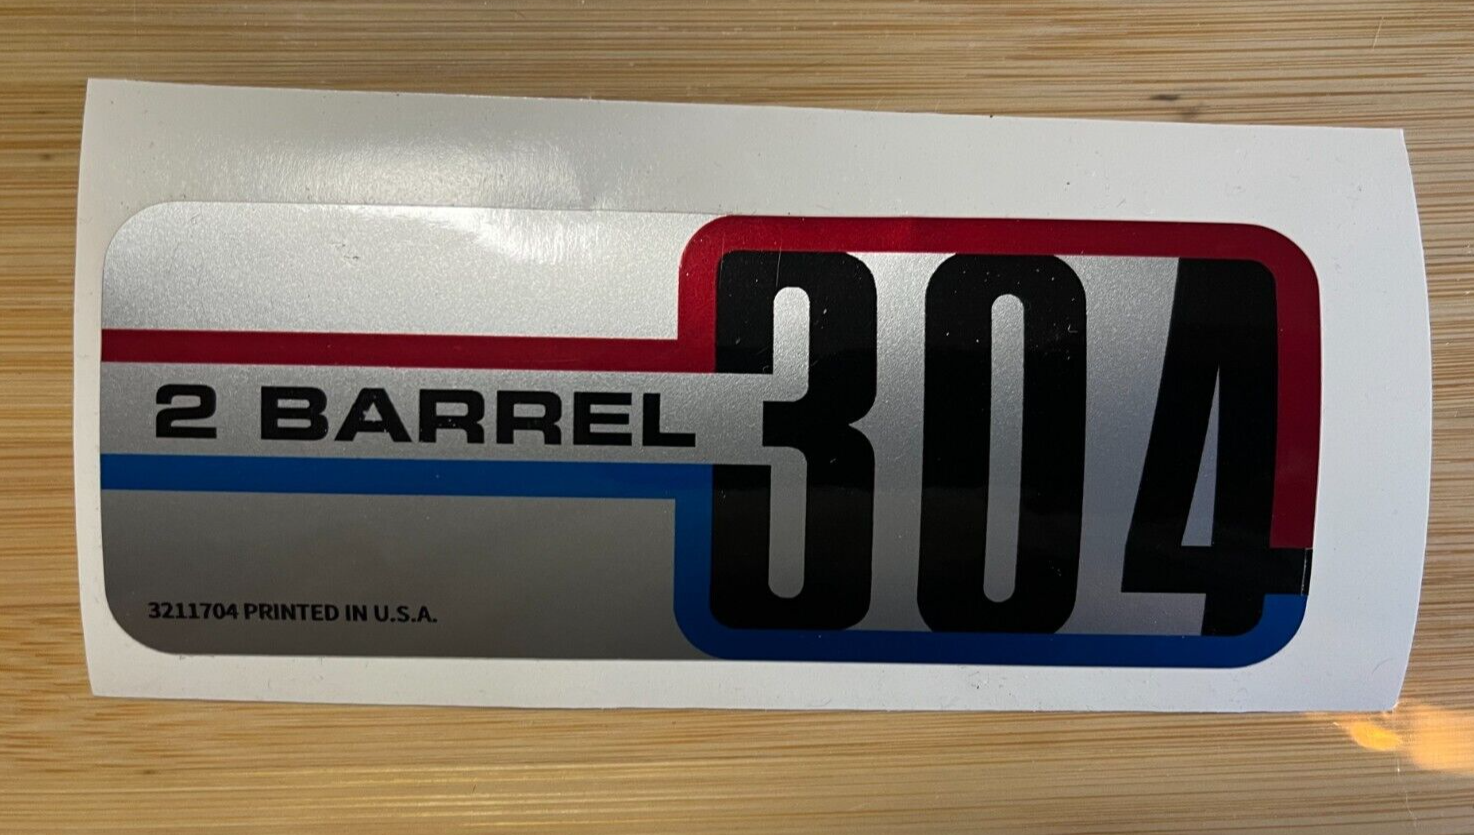 2 BARREL
304
3211704 PRINTED IN U.S.A.